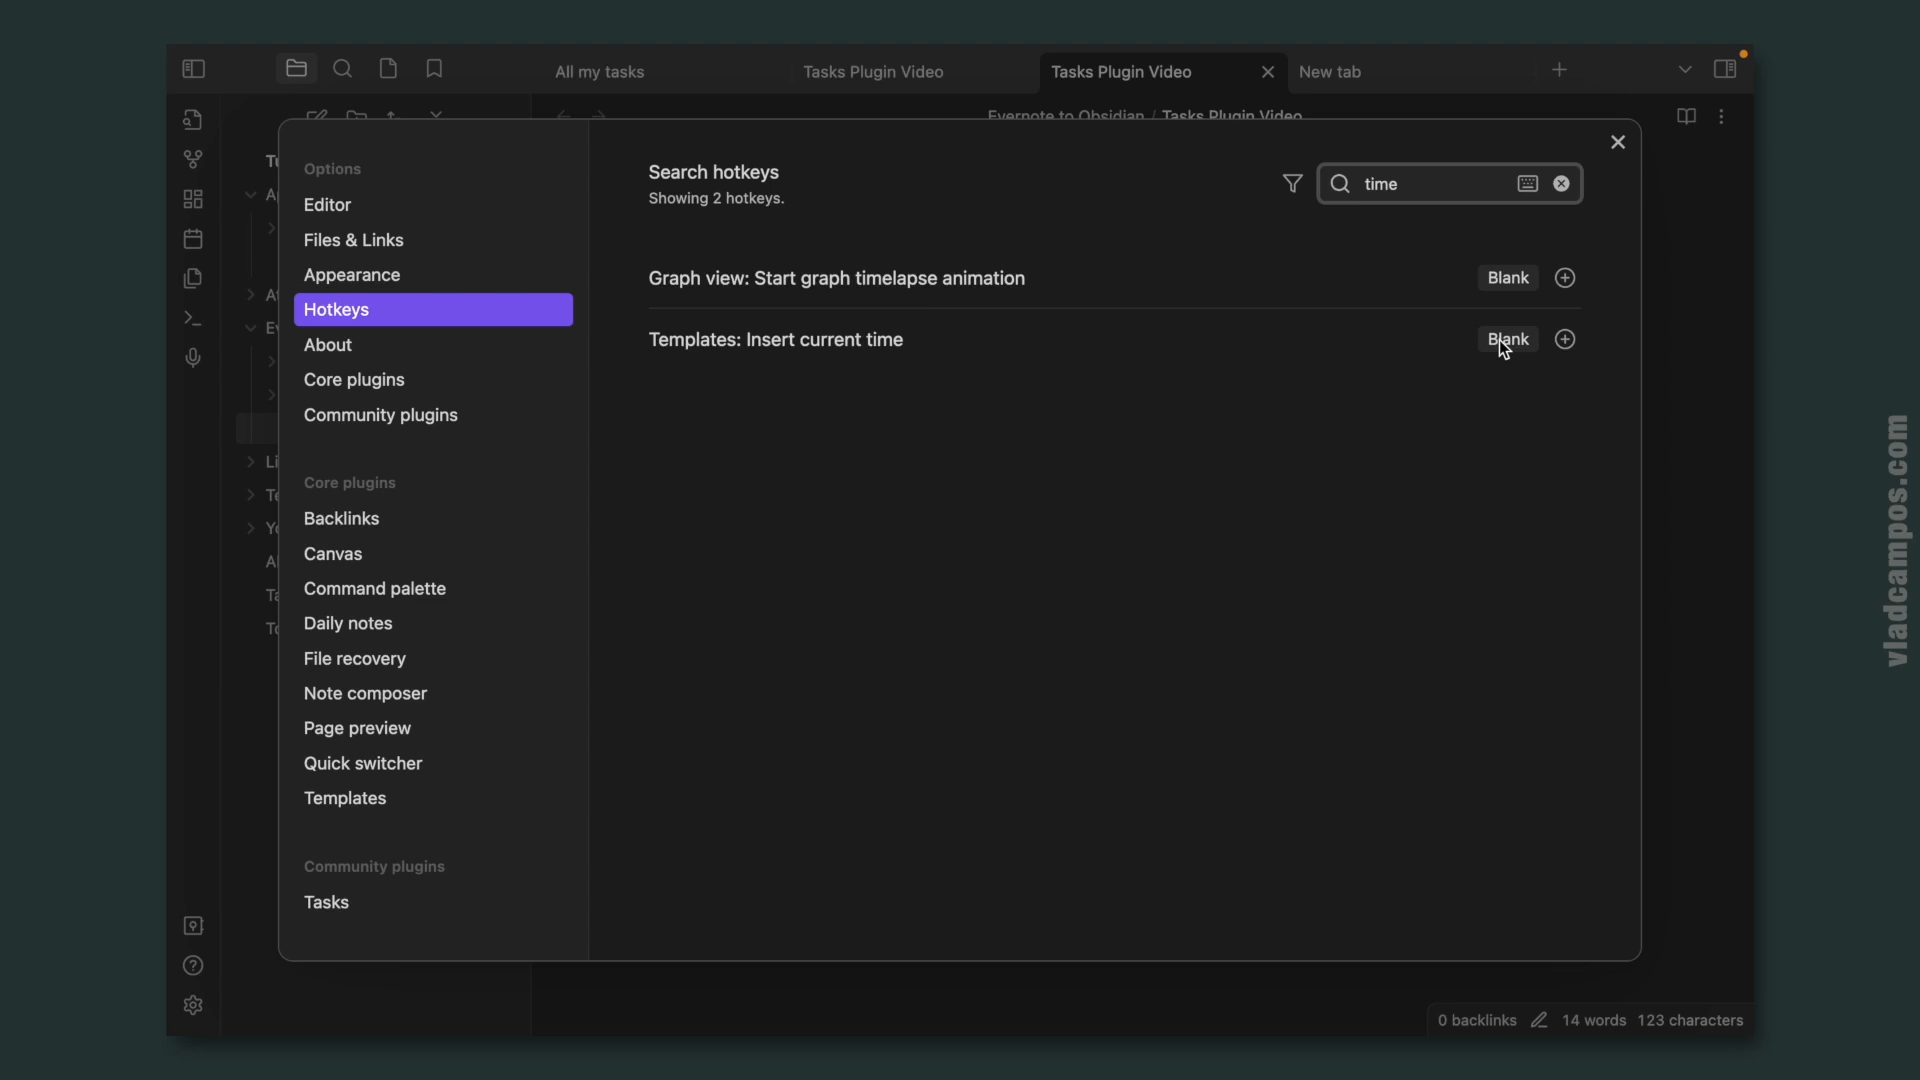 All my tasks
Tasks Plugin Video
Tasks Plugin Video
New tab
Evernote to Obsidian / Tasks Plugin Video
Options
Editor
Files & Links
Appearance
Hotkeys
About
Core plugins
Community plugins
Core plugins
Backlinks
Canvas
Command palette
Daily notes
File recovery
Note composer
Page preview
Quick switcher
Templates
Community plugins
Tasks
Search hotkeys
Showing 2 hotkeys.
time
Graph view: Start graph timelapse animation
Blank
Templates: Insert current time
Blank
0 backlinks
14 words
123 characters
vladcampos.com